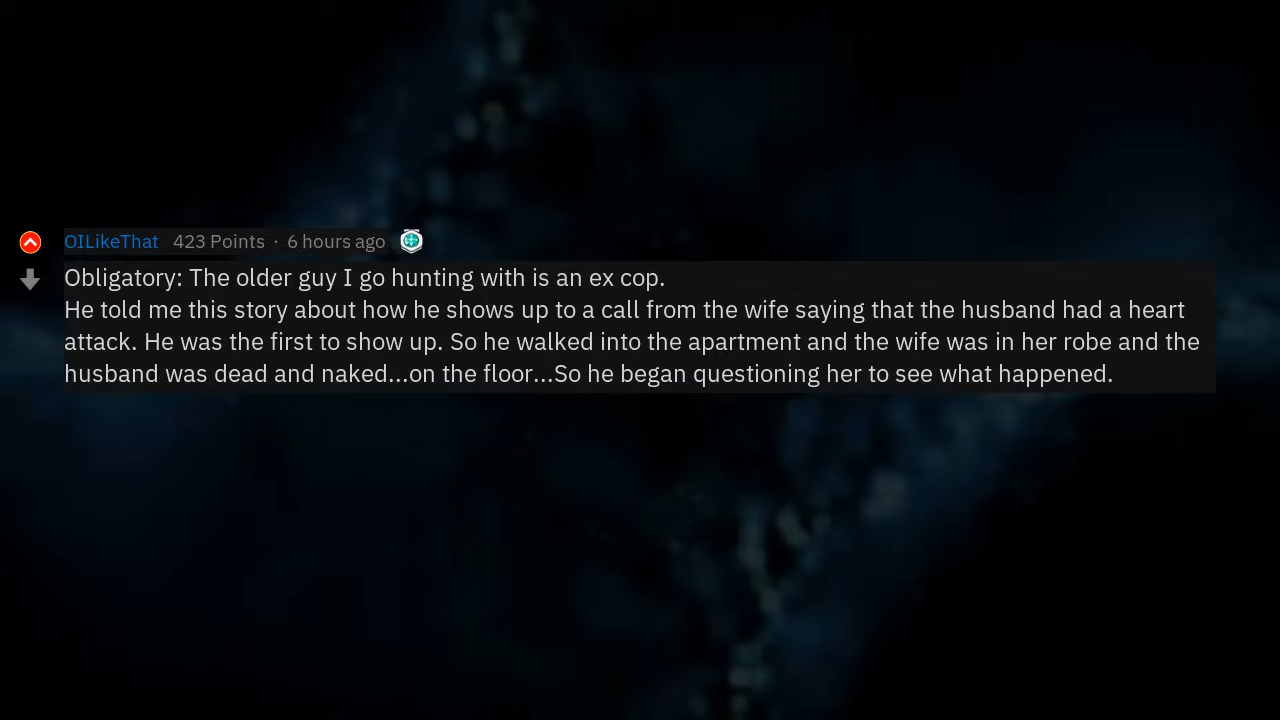 OILikeThat 423 Points · 6 hours ago
Obligatory: The older guy I go hunting with is an ex cop.
He told me this story about how he shows up to a call from the wife saying that the husband had a heart
attack. He was the first to show up. So he walked into the apartment and the wife was in her robe and the
husband was dead and naked...on the floor...So he began questioning her to see what happened.